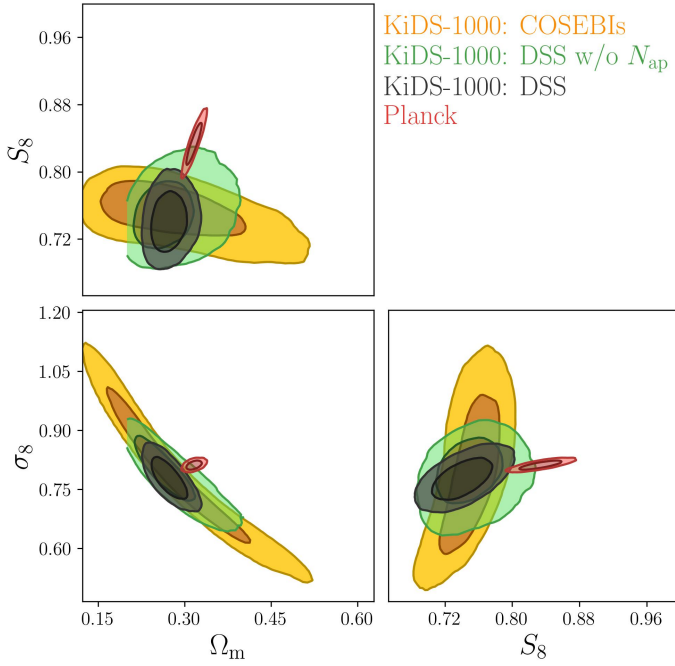 KiDS-1000: COSEBIs
KiDS-1000: DSS w/o N_ap
KiDS-1000: DSS
Planck
0.96
0.88
0.80
0.72
S_8
1.20
1.05
0.90
0.75
0.60
σ_8
0.15 0.30 0.45 0.60
Ω_m
0.72 0.80 0.88 0.96
S_8